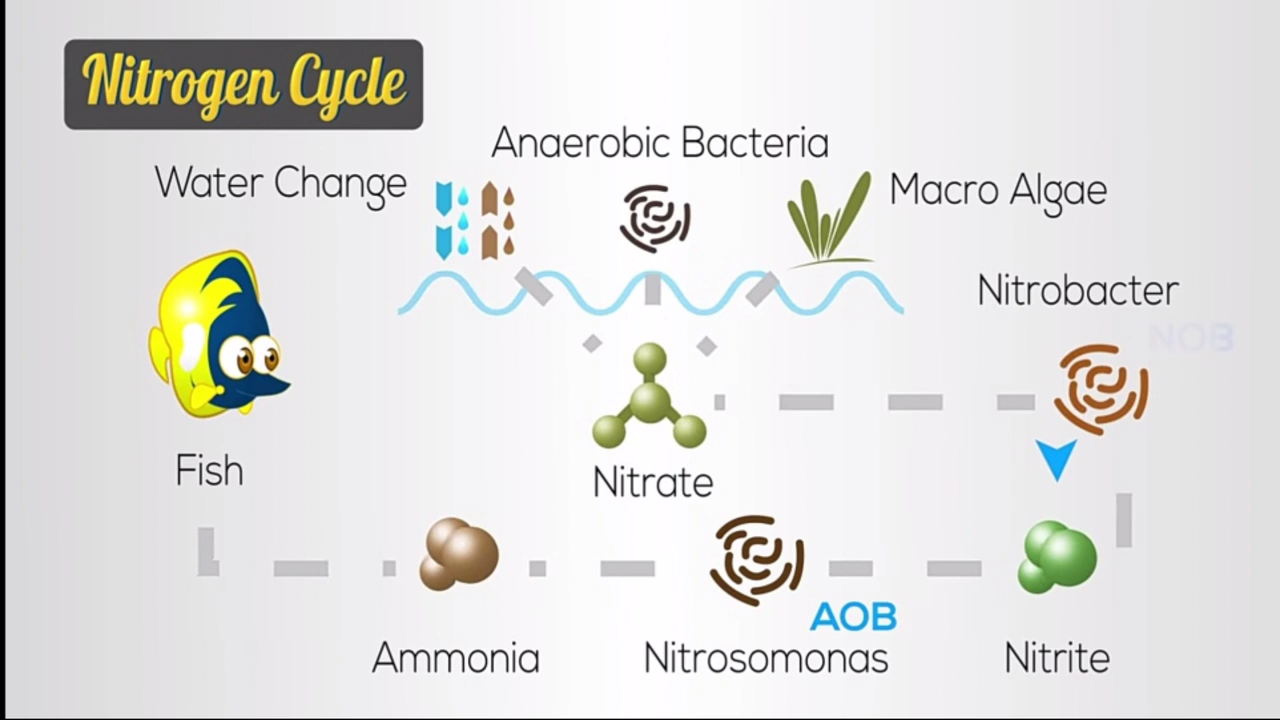 Nitrogen Cycle
Anaerobic Bacteria
Water Change
Macro Algae
Nitrobacter
NOB
Fish
Nitrate
AOB
Ammonia
Nitrosomonas
Nitrite